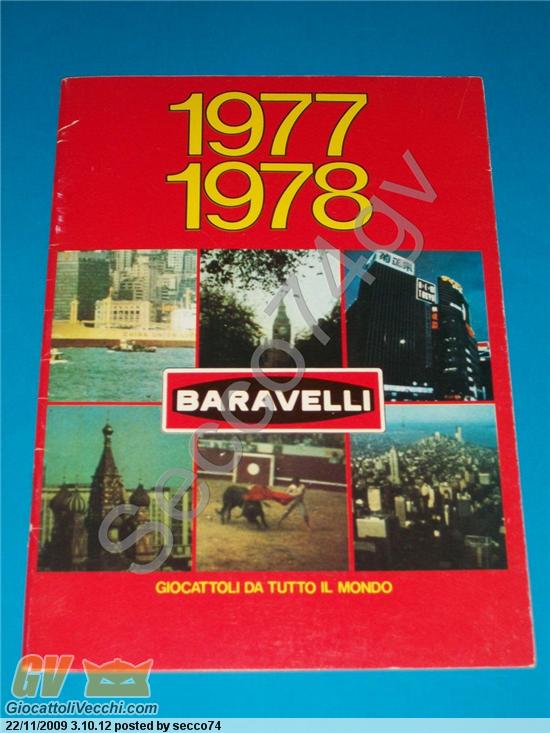 1977
1978
BARAVELLI
GIOCATTOLI DA TUTTO IL MONDO
Secco74gv
GV
GiocattoliVecchi.com
22/11/2009 3.10.12 posted by secco74